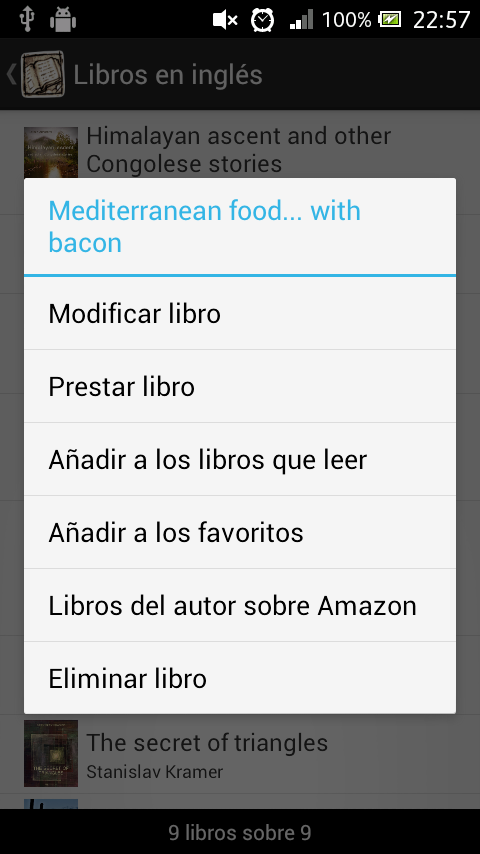 100% 22:57
Libros en inglés
Himalayan ascent and other
Congolese stories
Mediterranean food... with
bacon
Modificar libro
Prestar libro
Añadir a los libros que leer
Añadir a los favoritos
Libros del autor sobre Amazon
Eliminar libro
The secret of triangles
Stanislav Kramer
9 libros sobre 9